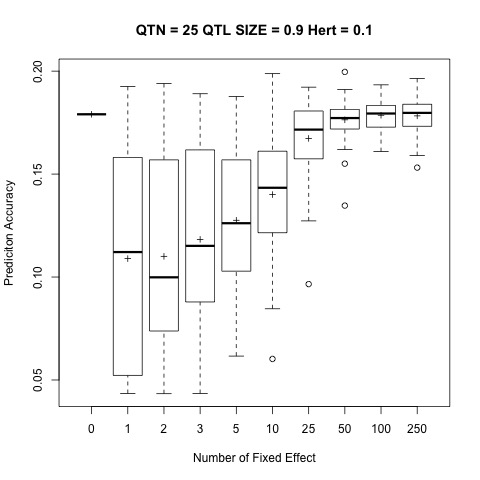 QTN = 25 QTL SIZE = 0.9 Hert = 0.1
0.20
0.15
0.10
0.05
Prediciton Accuracy
0 1 2 3 5 10 25 50 100 250
Number of Fixed Effect